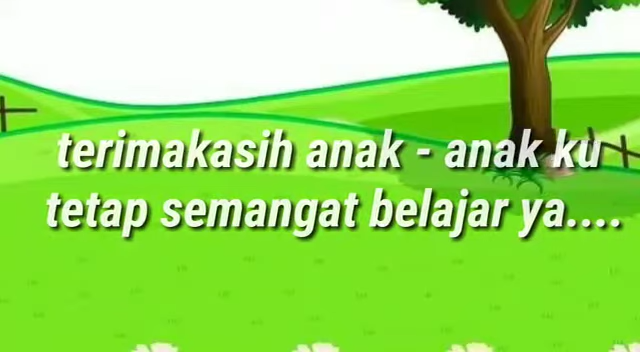 terimakasih anak - anak ku
tetap semangat belajar ya....